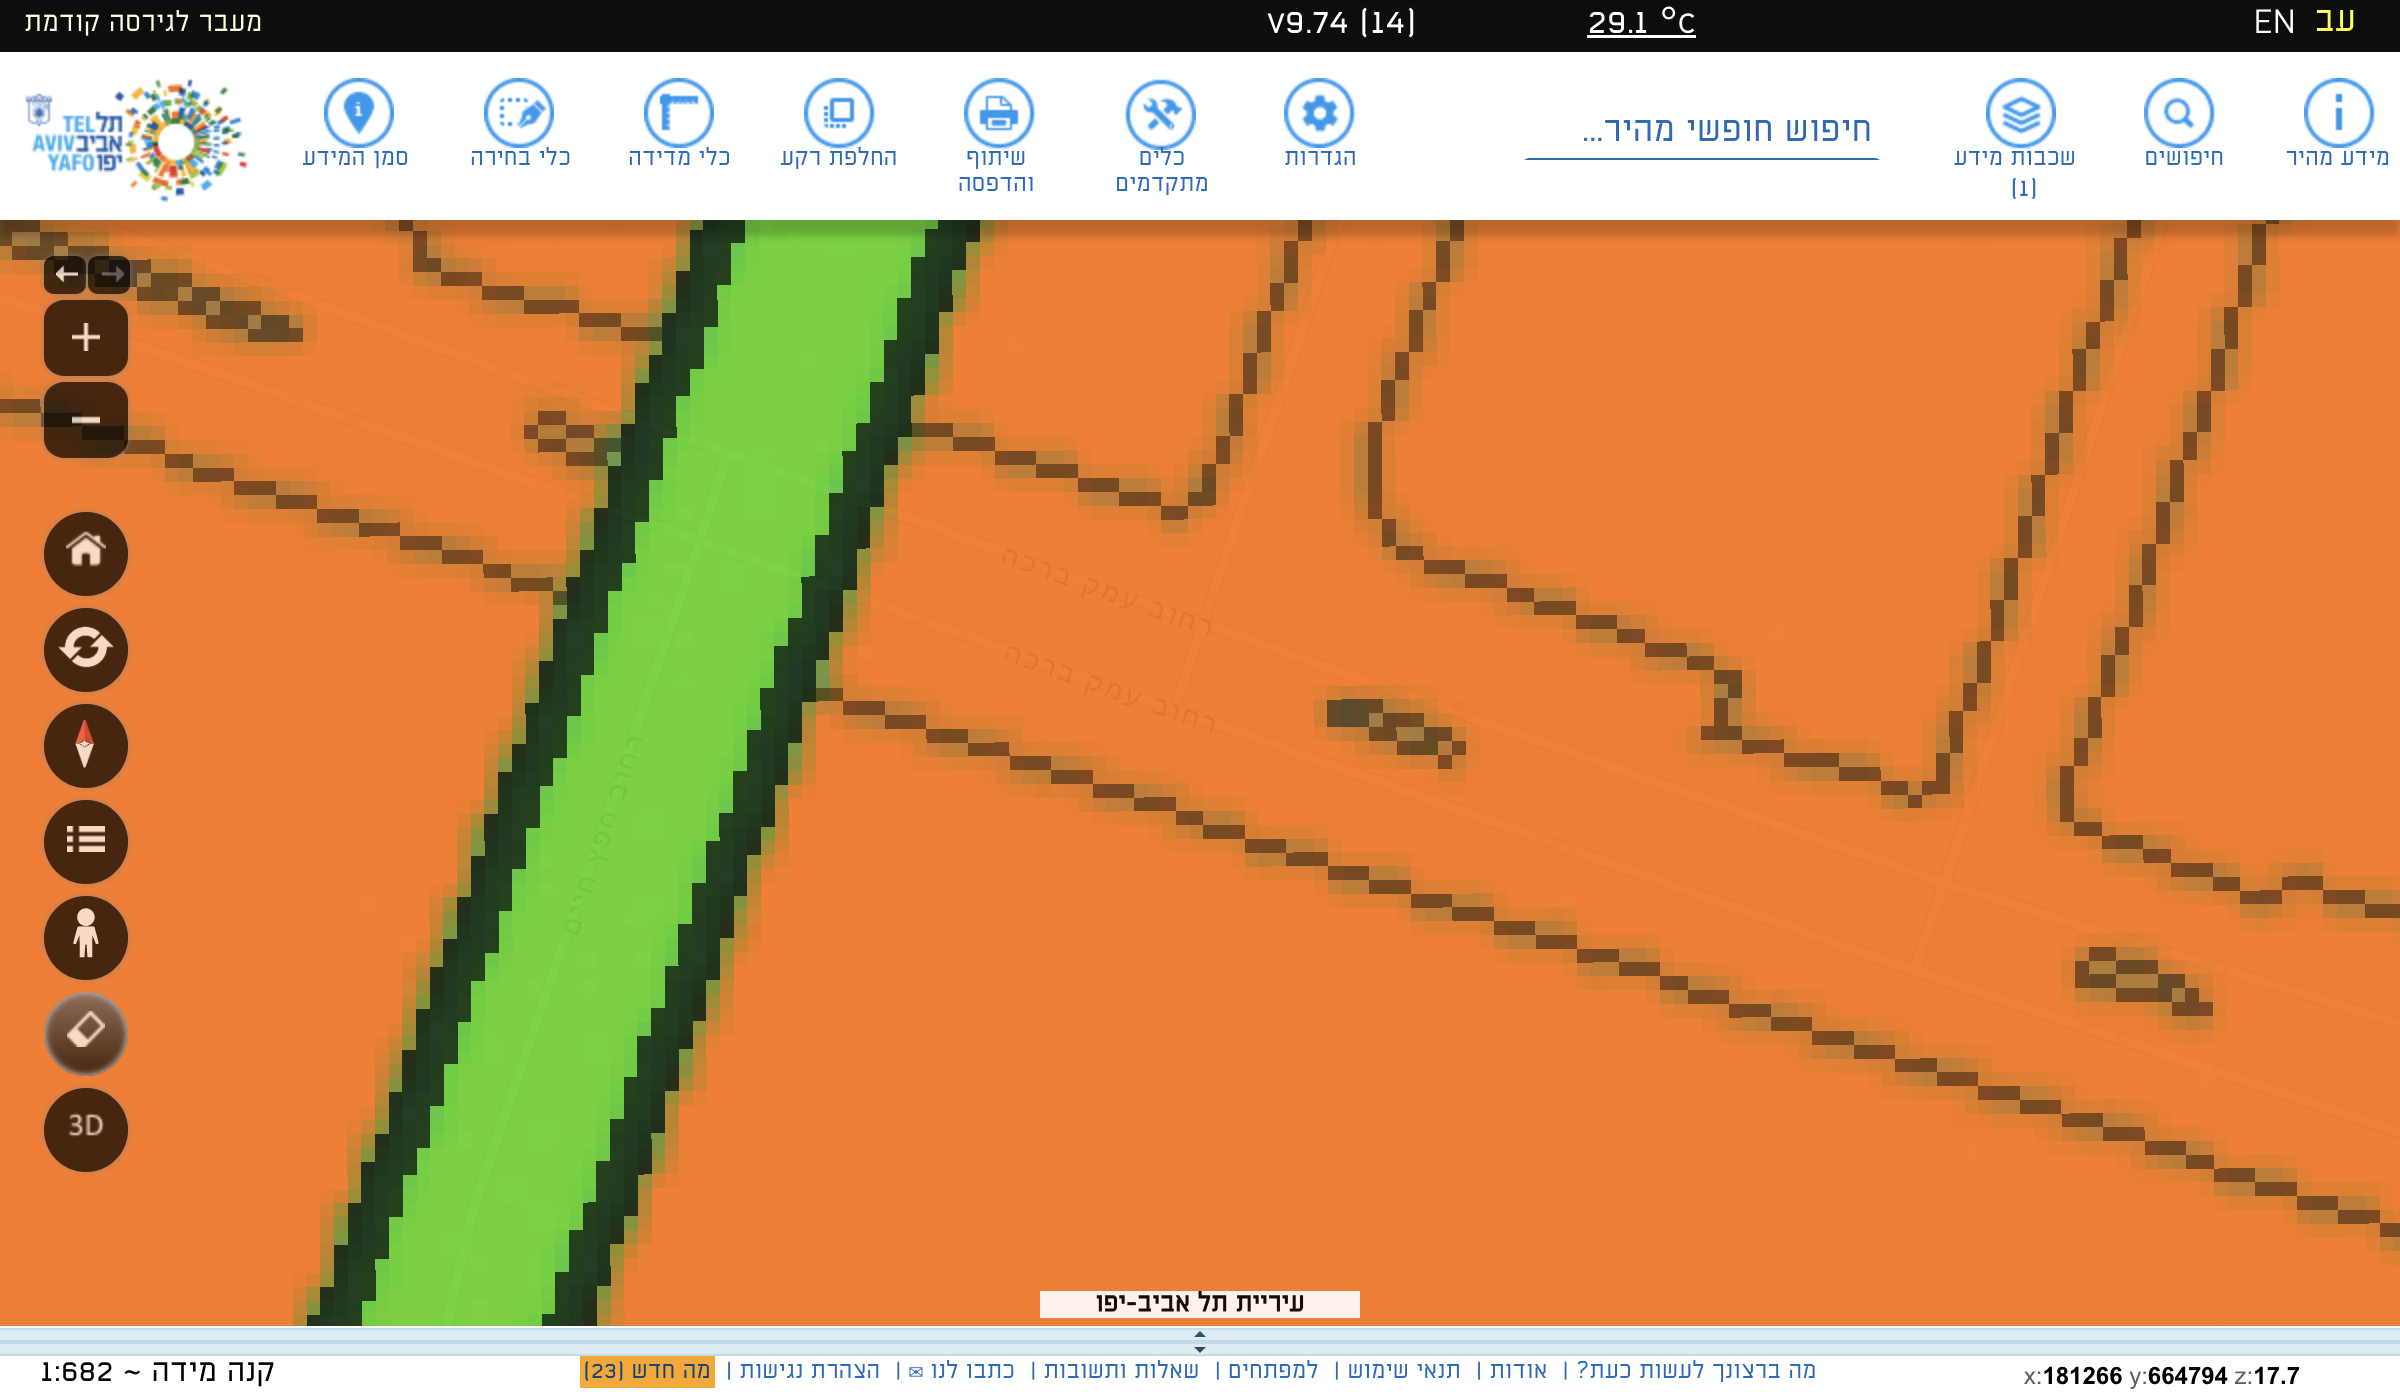 עב EN
29.1 °C
V9.74 (14)
מעבר לגירסה קודמת
מידע מהיר
חיפושים
שכבות מידע
(1)
חיפוש חופשי מהיר...
הגדרות
כלים
מתקדמים
שיתוף
והדפסה
החלפת רקע
כלי מדידה
כלי בחירה
סמן המידע
תל אביב יפו
TEL AVIV YAFO
רחוב עמק ברכה
רחוב עמק ברכה
רחוב חפץ חיים
3D
עיריית תל אביב-יפו
x:181266 y:664794 z:17.7
מה ברצונך לעשות כעת? | אודות | תנאי שימוש | למפתחים | שאלות ותשובות | כתבו לנו ✉ | הצהרת נגישות | מה חדש (23)
קנה מידה ~ 1:682